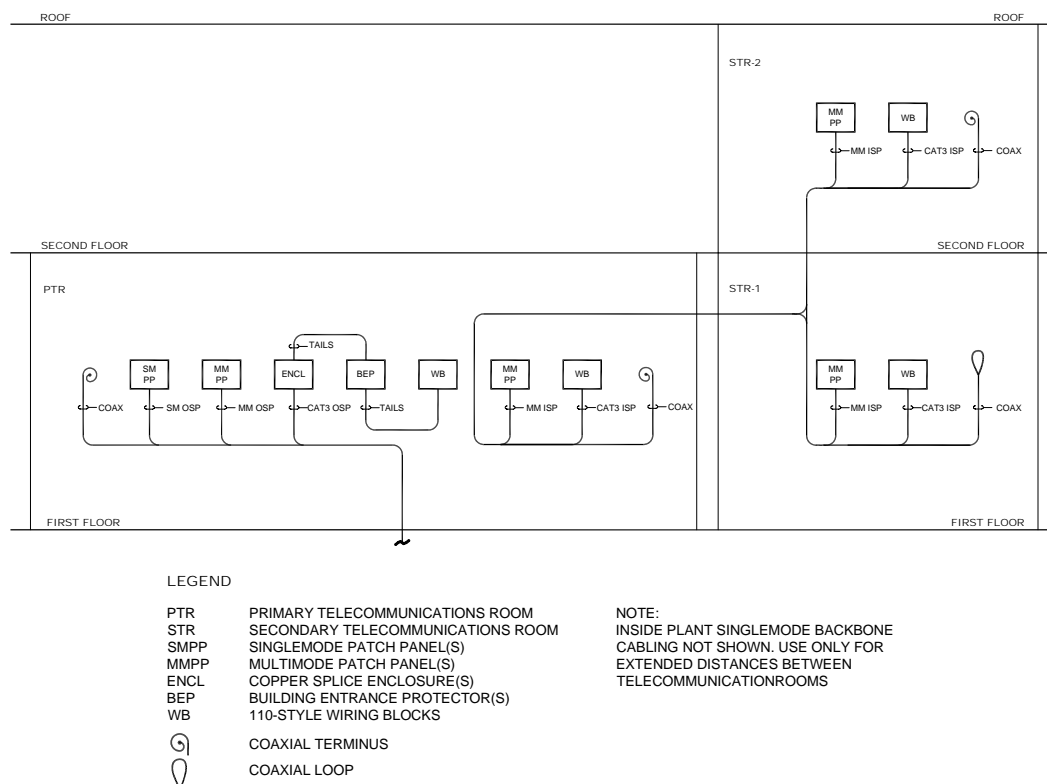 ROOF
ROOF
STR-2
MM
PP
WB
MM ISP
CAT3 ISP
COAX
SECOND FLOOR
SECOND FLOOR
PTR
STR-1
TAILS
SM
PP
MM
PP
ENCL
BEP
WB
MM
PP
WB
MM
PP
WB
COAX
SM OSP
MM OSP
CAT3 OSP
TAILS
MM ISP
CAT3 ISP
COAX
MM ISP
CAT3 ISP
COAX
FIRST FLOOR
FIRST FLOOR
LEGEND
PTR PRIMARY TELECOMMUNICATIONS ROOM
STR SECONDARY TELECOMMUNICATIONS ROOM
SMPP SINGLEMODE PATCH PANEL(S)
MMPP MULTIMODE PATCH PANEL(S)
ENCL COPPER SPLICE ENCLOSURE(S)
BEP BUILDING ENTRANCE PROTECTOR(S)
WB 110-STYLE WIRING BLOCKS
COAXIAL TERMINUS
COAXIAL LOOP
NOTE:
INSIDE PLANT SINGLEMODE BACKBONE
CABLING NOT SHOWN. USE ONLY FOR
EXTENDED DISTANCES BETWEEN
TELECOMMUNICATIONROOMS